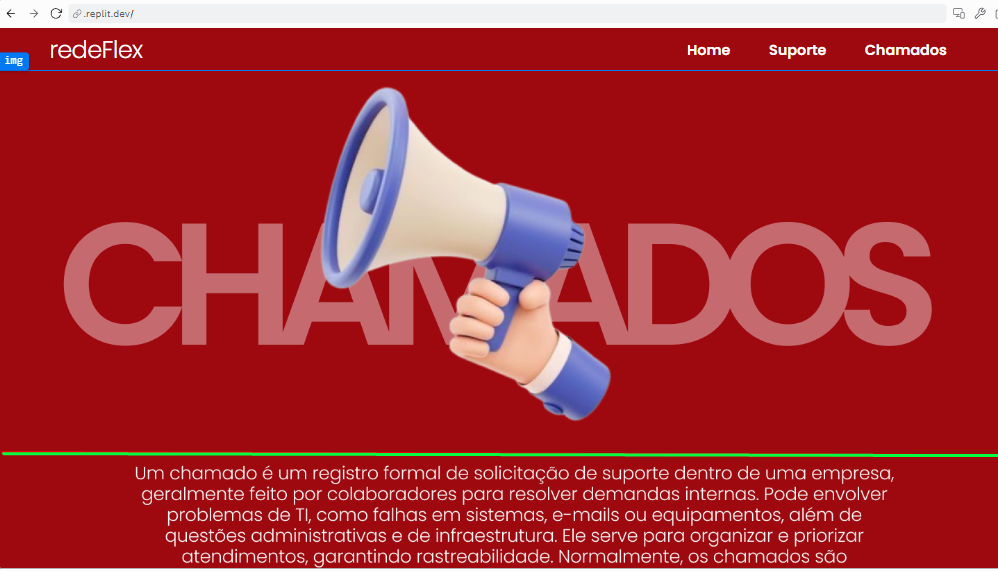 .replit.dev/
redeFlex
Home Suporte Chamados
img
CHAMADOS
Um chamado é um registro formal de solicitação de suporte dentro de uma empresa,
geralmente feito por colaboradores para resolver demandas internas. Pode envolver
problemas de TI, como falhas em sistemas, e-mails ou equipamentos, além de
questões administrativas e de infraestrutura. Ele serve para organizar e priorizar
atendimentos, garantindo rastreabilidade. Normalmente, os chamados são